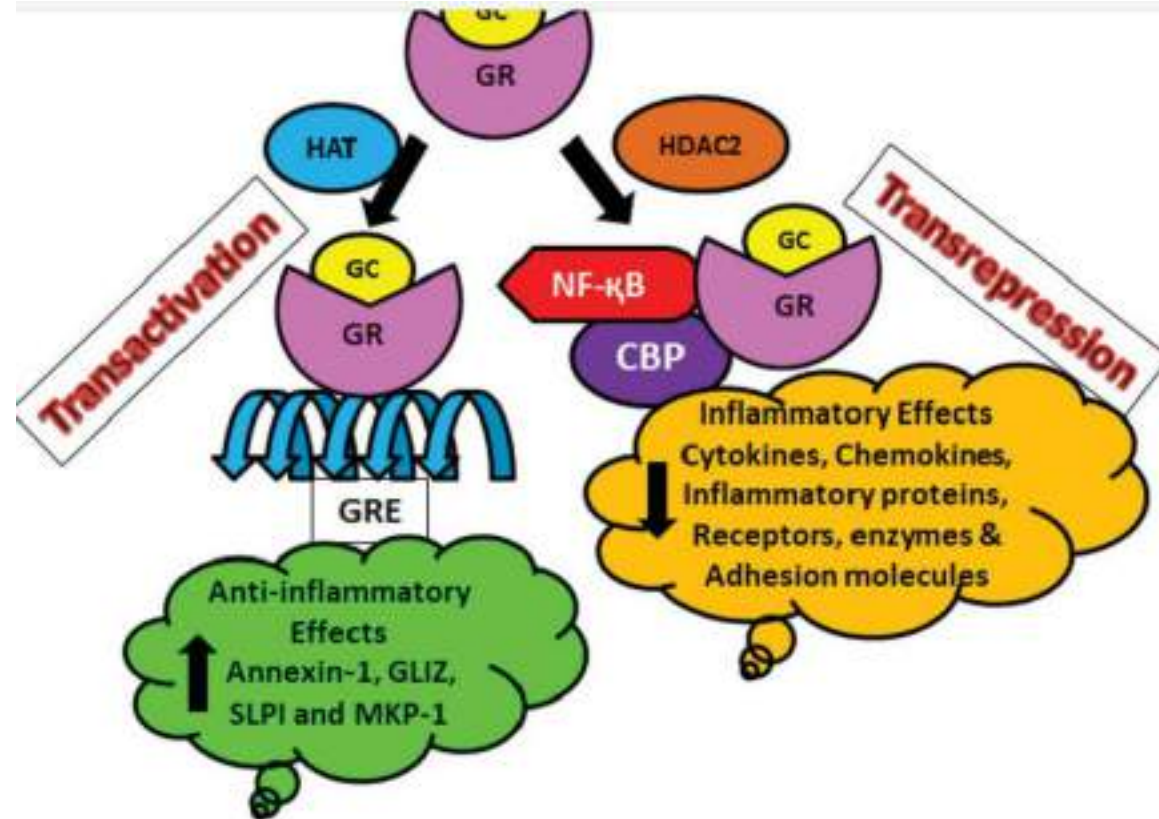 GC
GR
HAT
HDAC2
Transactivation
Transrepression
GC
GR
NF-κB
GC
GR
CBP
GRE
Inflammatory Effects
Cytokines, Chemokines,
Inflammatory proteins,
Receptors, enzymes &
Adhesion molecules
Anti-inflammatory
Effects
Annexin-1, GLIZ,
SLPI and MKP-1